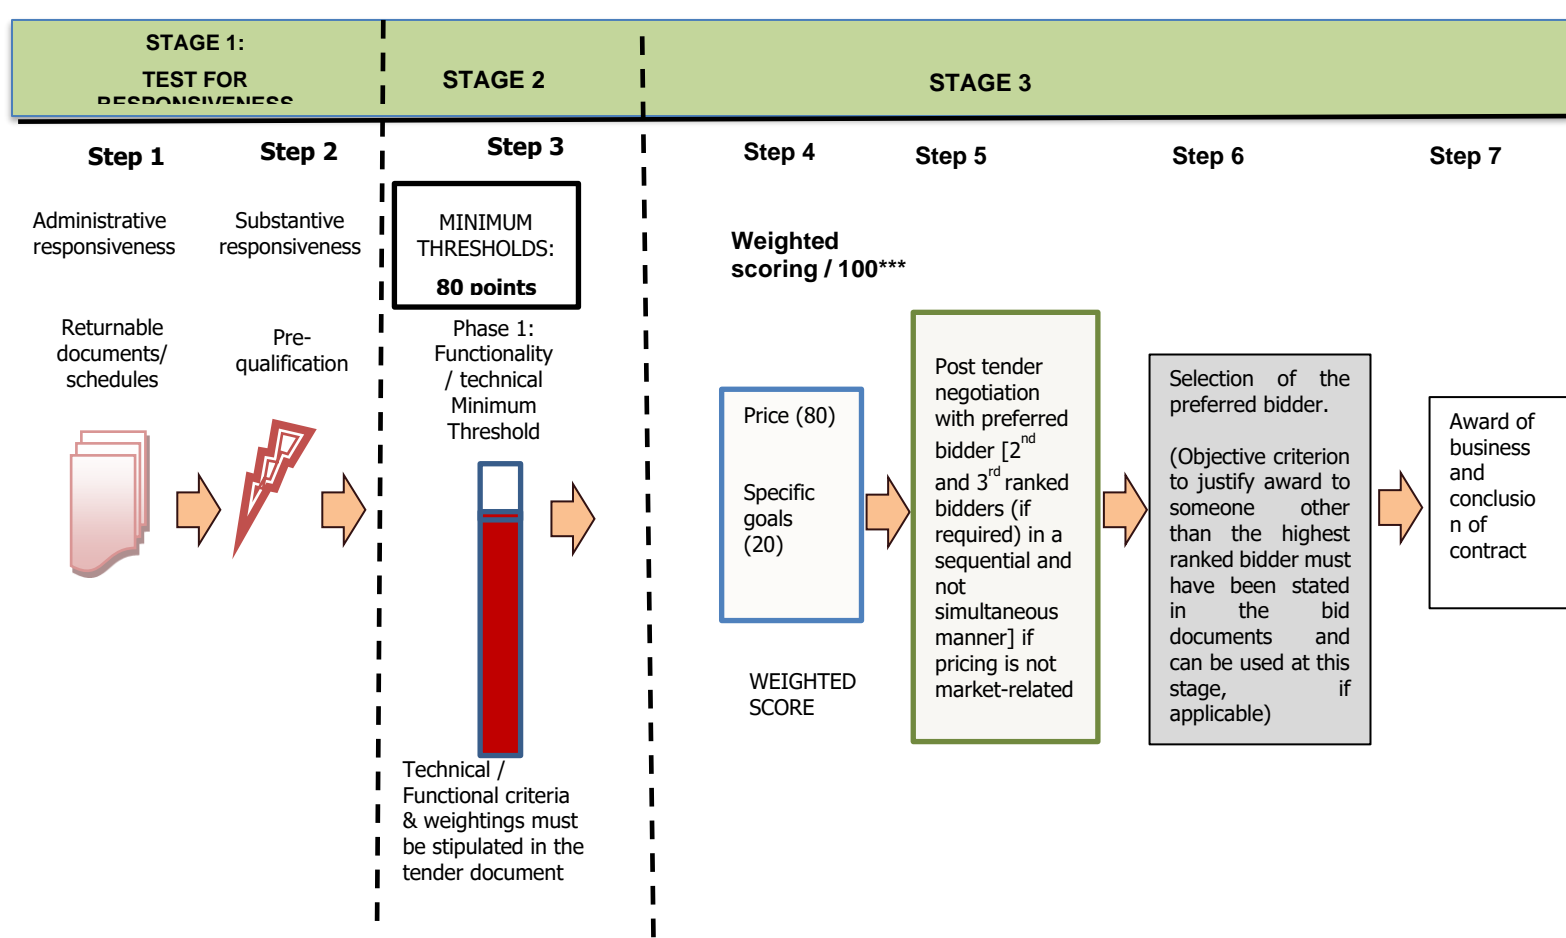 STAGE 1:
TEST FOR
RESPONSIVENESS
STAGE 2
STAGE 3
Step 1
Step 2
Step 3
Step 4
Step 5
Step 6
Step 7
Administrative
responsiveness
Substantive
responsiveness
MINIMUM
THRESHOLDS:
80 points
Weighted
scoring / 100***
Returnable
documents/
schedules
Pre-
qualification
Phase 1:
Functionality
/ technical
Minimum
Threshold
Technical /
Functional criteria
& weightings must
be stipulated in the
tender document
Price (80)
Specific
goals
(20)
WEIGHTED
SCORE
Post tender
negotiation
with preferred
bidder [2nd
and 3rd ranked
bidders (if
required) in a
sequential and
not
simultaneous
manner] if
pricing is not
market-related
Selection of the
preferred bidder.
(Objective criterion
to justify award to
someone other
than the highest
ranked bidder must
have been stated
in the bid
documents and
can be used at this
stage, if
applicable)
Award of
business
and
conclusio
n of
contract